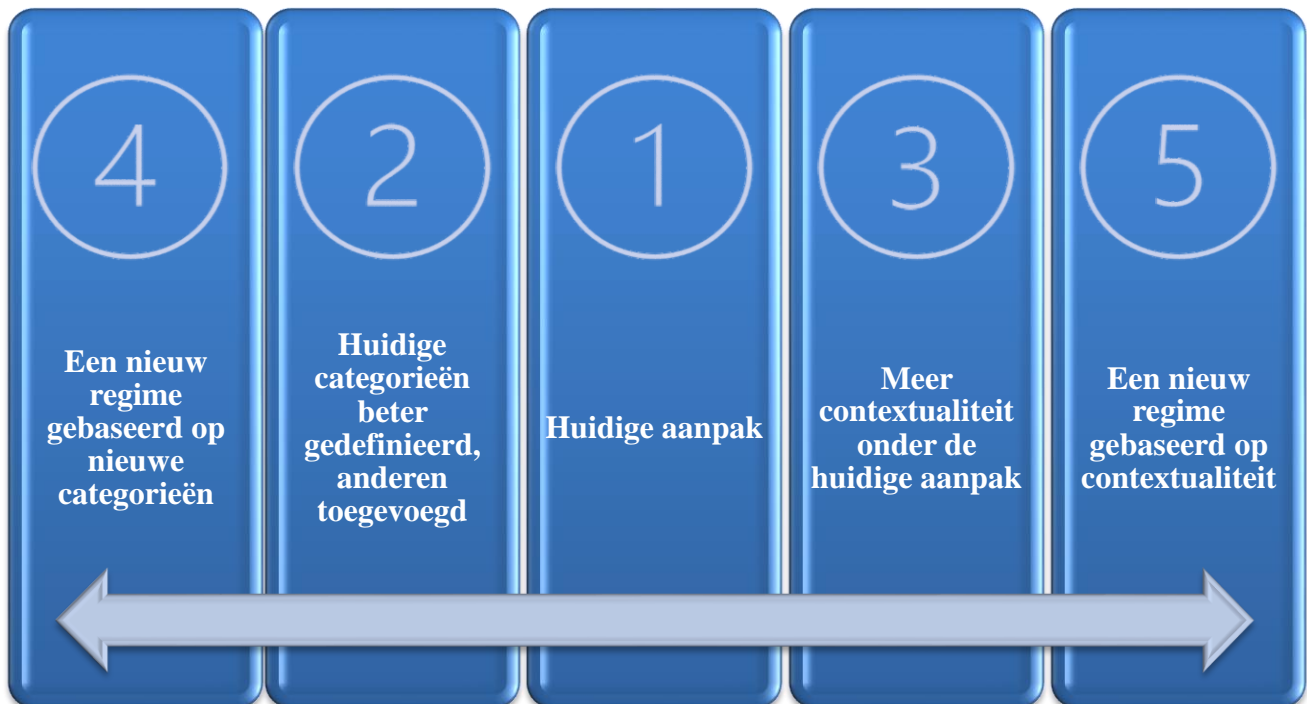 4
Een nieuw
regime
gebaseerd op
nieuwe
categorieën
2
Huidige
categorieën
beter
gedefinieerd,
anderen
toegevoegd
1
Huidige aanpak
3
Meer
contextualiteit
onder de
huidige aanpak
5
Een nieuw
regime
gebaseerd op
contextualiteit